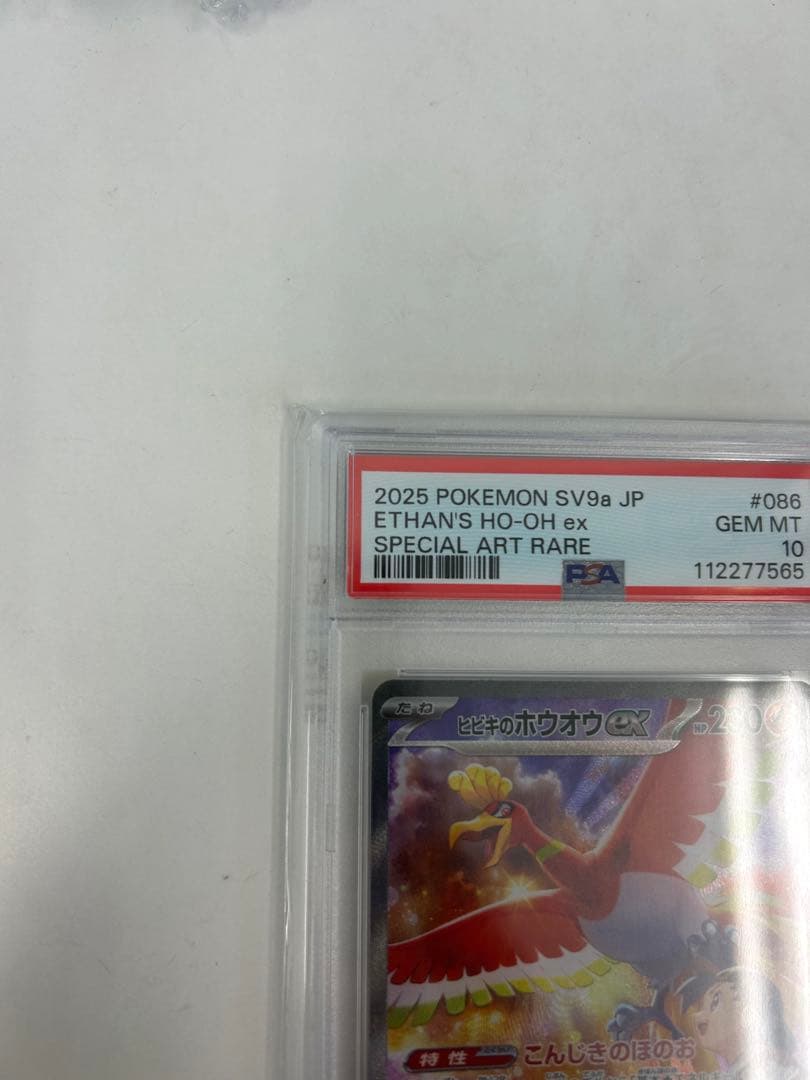 2025 POKEMON SV9a JP #086
ETHAN'S HO-OH ex GEM MT
SPECIAL ART RARE 10
PSA 112277565
たね ヒビキのホウオウex HP 230
特性 こんじきのほのお